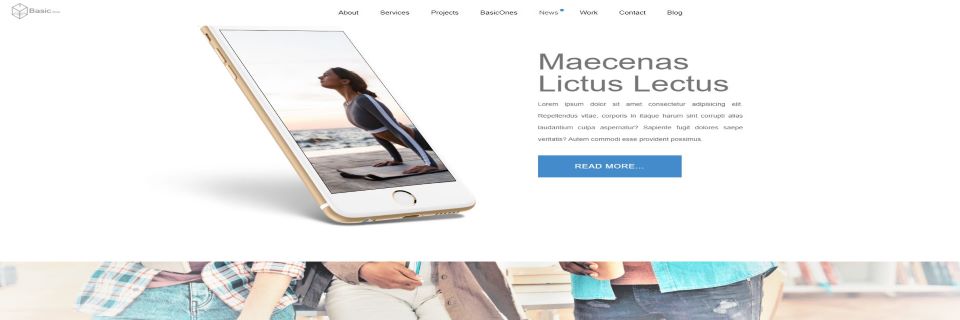 Basic
About Services Projects BasicOnes News Work Contact Blog
Maecenas
Lictus Lectus
Lorem ipsum dolor sit amet consectetur adipisicing elit.
Repellendus vitae, corporis in itaque harum sint corrupti alias
laudantium culpa aspernatur? Sapiente fugit dolores saepe
veritatis? Autem commodi esse provident possimus.
READ MORE...